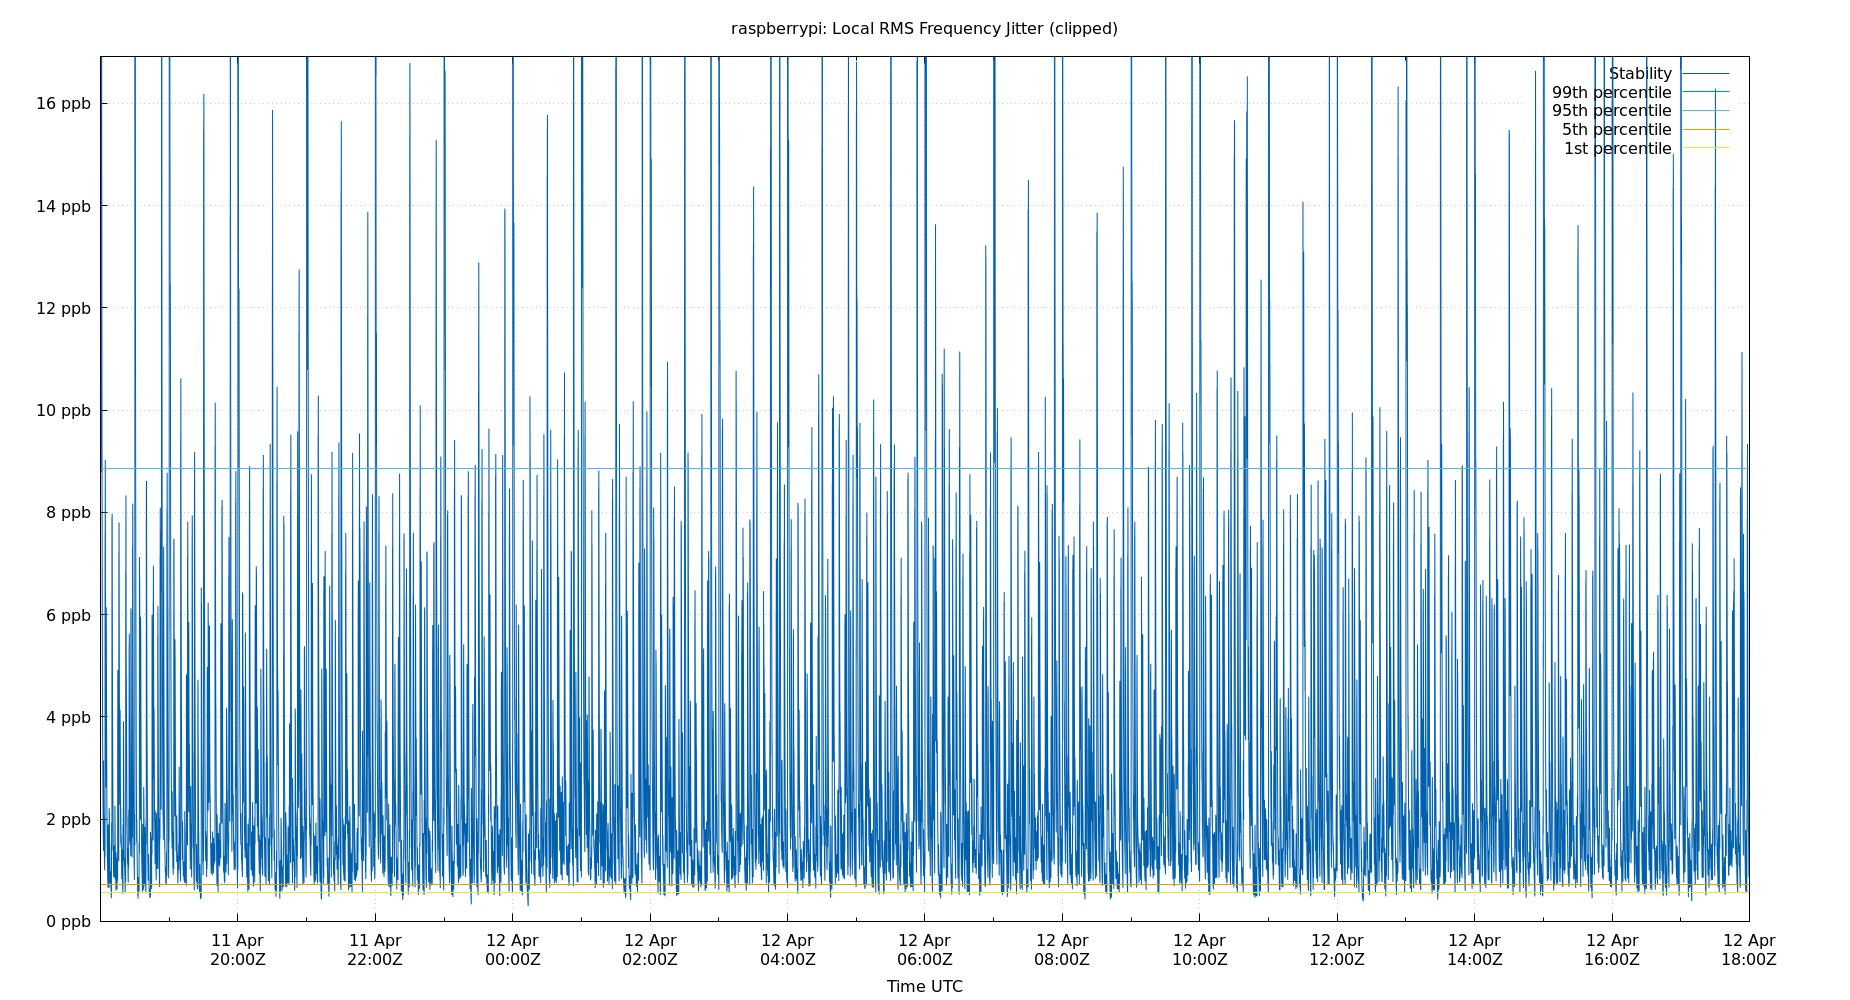 raspberrypi: Local RMS Frequency Jitter (clipped)
Stability
99th percentile
95th percentile
5th percentile
1st percentile
16 ppb
14 ppb
12 ppb
10 ppb
8 ppb
6 ppb
4 ppb
2 ppb
0 ppb
11 Apr 11 Apr 12 Apr 12 Apr 12 Apr 12 Apr 12 Apr 12 Apr 12 Apr 12 Apr 12 Apr 12 Apr
20:00Z 22:00Z 00:00Z 02:00Z 04:00Z 06:00Z 08:00Z 10:00Z 12:00Z 14:00Z 16:00Z 18:00Z
Time UTC